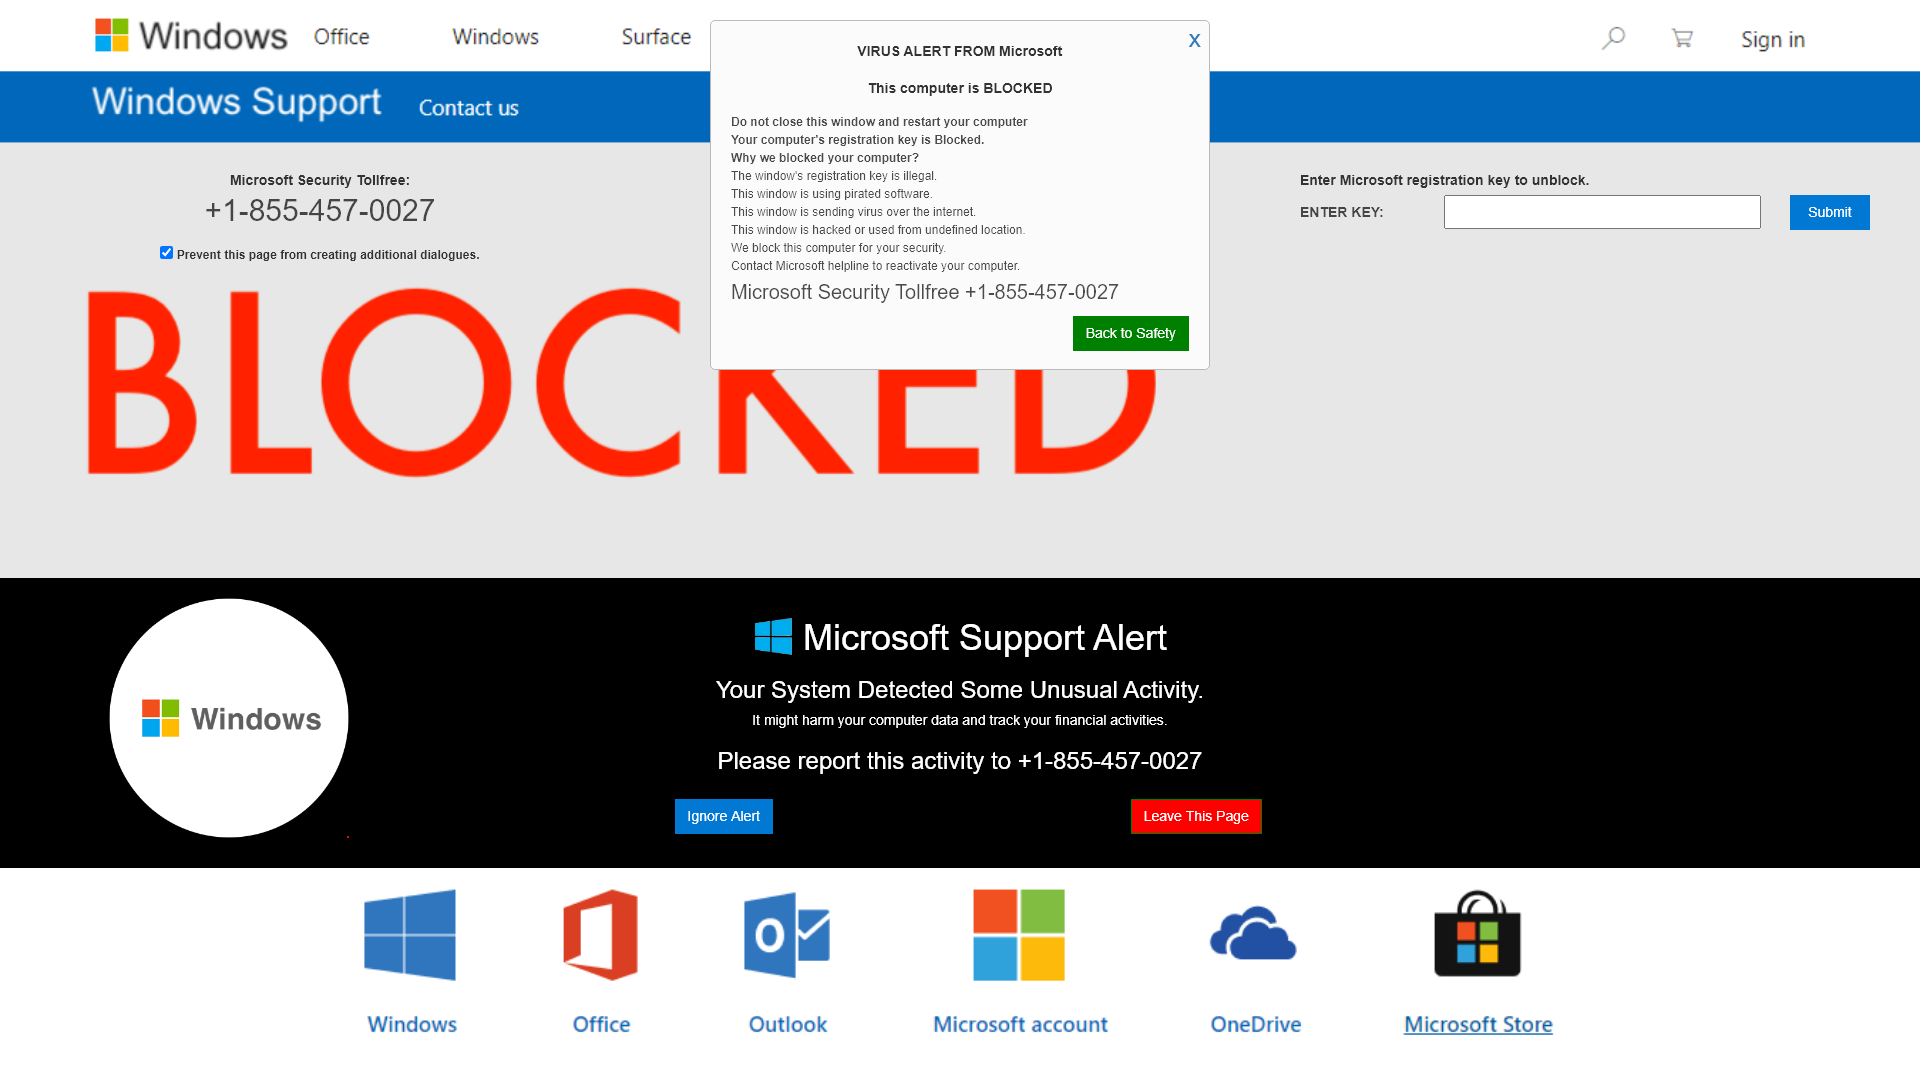 Windows Office Windows Surface Sign in
Windows Support Contact us
Microsoft Security Tollfree:
+1-855-457-0027
Prevent this page from creating additional dialogues.
X
VIRUS ALERT FROM Microsoft
This computer is BLOCKED
Do not close this window and restart your computer
Your computer's registration key is Blocked.
Why we blocked your computer?
The window's registration key is illegal.
This window is using pirated software.
This window is sending virus over the internet.
This window is hacked or used from undefined location.
We block this computer for your security.
Contact Microsoft helpline to reactivate your computer.
Microsoft Security Tollfree +1-855-457-0027
Back to Safety
Enter Microsoft registration key to unblock.
ENTER KEY: Submit
BLOCKED
Windows
Microsoft Support Alert
Your System Detected Some Unusual Activity.
It might harm your computer data and track your financial activities.
Please report this activity to +1-855-457-0027
Ignore Alert Leave This Page
Windows Office Outlook Microsoft account OneDrive Microsoft Store